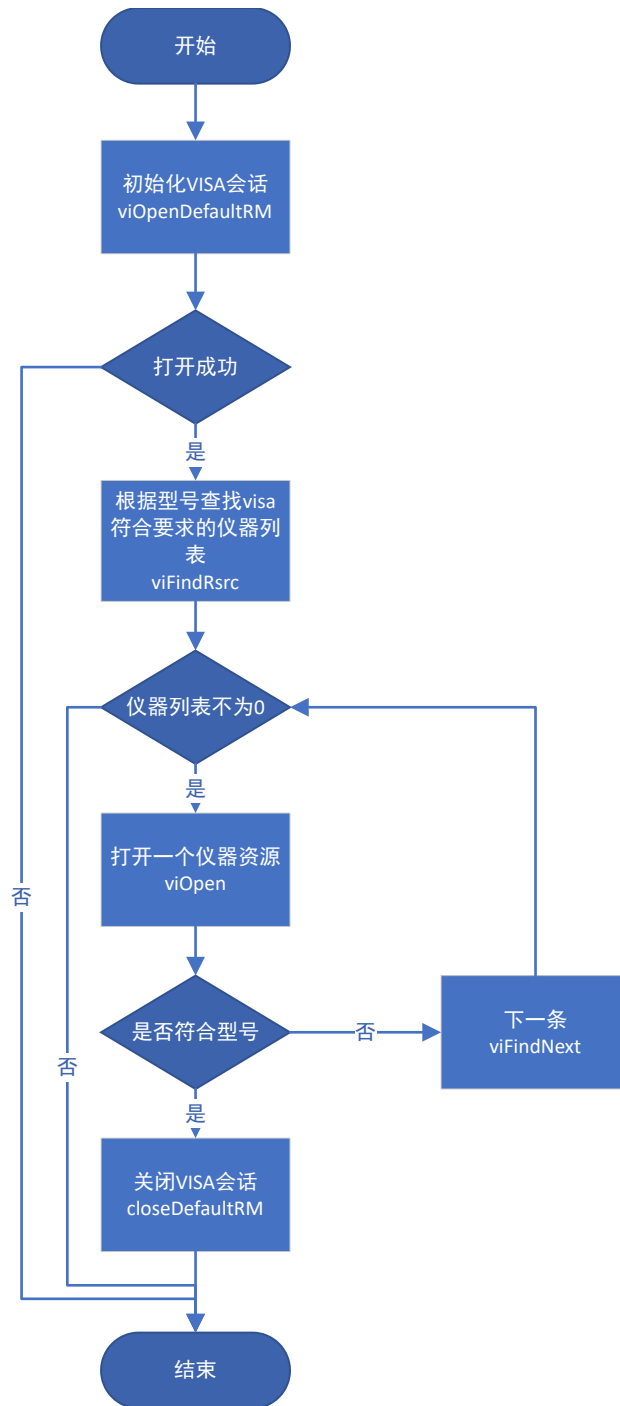 开始
初始化VISA会话
viOpenDefaultRM
打开成功
是
根据型号查找visa
符合要求的仪器列
表
viFindRsrc
仪器列表不为0
是
打开一个仪器资源
viOpen
否
是否符合型号
否
下一条
viFindNext
否
是
关闭VISA会话
closeDefaultRM
结束